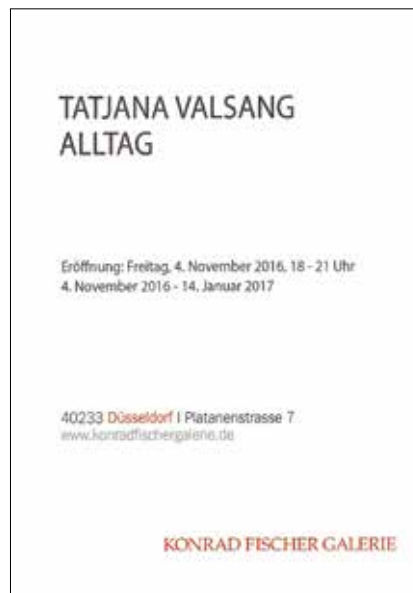 TATJANA VALSANG
ALLTAG
Eröffnung: Freitag, 4. November 2016, 18 - 21 Uhr
4. November 2016 - 14. Januar 2017
40233 Düsseldorf I Platanenstrasse 7
www.konradfischergalerie.de
KONRAD FISCHER GALERIE